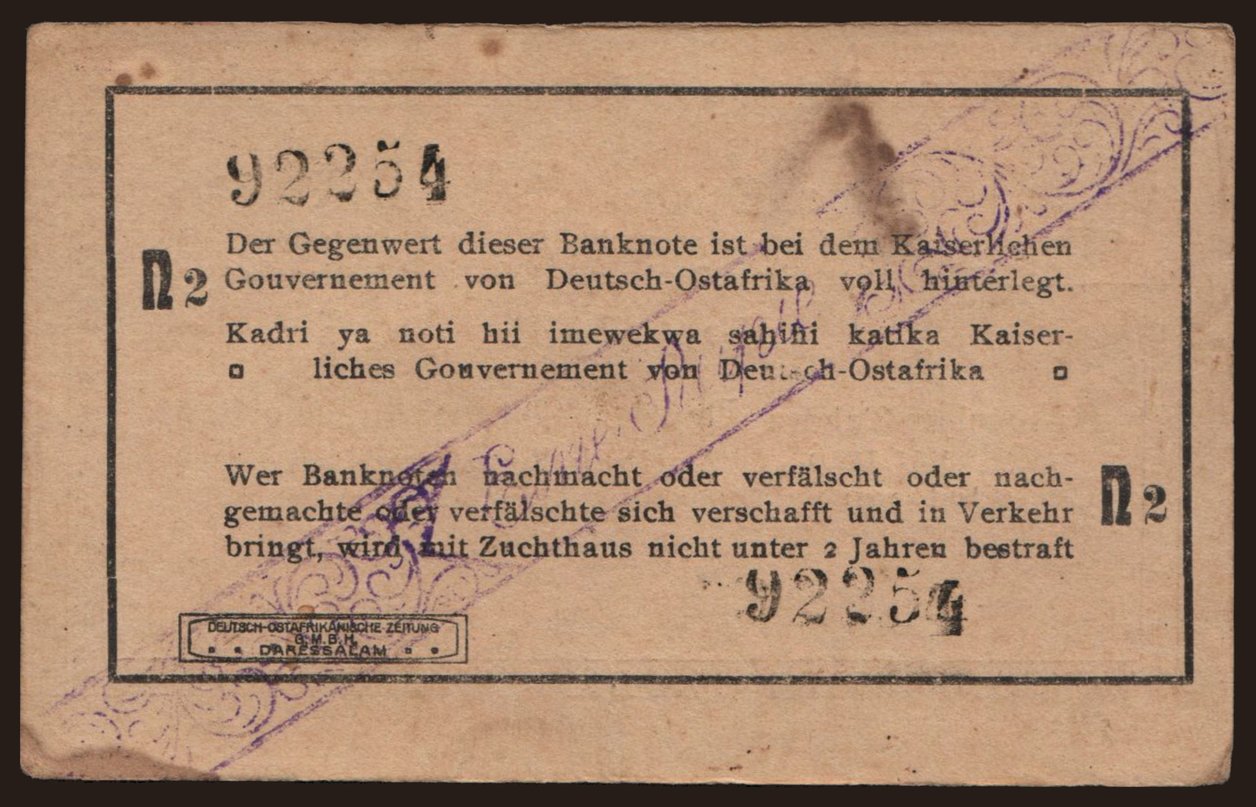 92254
Der Gegenwert dieser Banknote ist bei dem Kaiserlichen
n2 Gouvernement von Deutsch-Ostafrika voll hinterlegt.
Kadri ya noti hii imewekwa sahihi katika Kaiser-
liches Gouvernement von Deutsch-Ostafrika
Wer Banknoten nachmacht oder verfälscht oder nach-
gemachte oder verfälschte sich verschafft und in Verkehr n2
bringt, wird mit Zuchthaus nicht unter 2 Jahren bestraft
92254
DEUTSCH-OSTAFRIKANISCHE ZEITUNG
G.M.B.H.
DARESSALAM